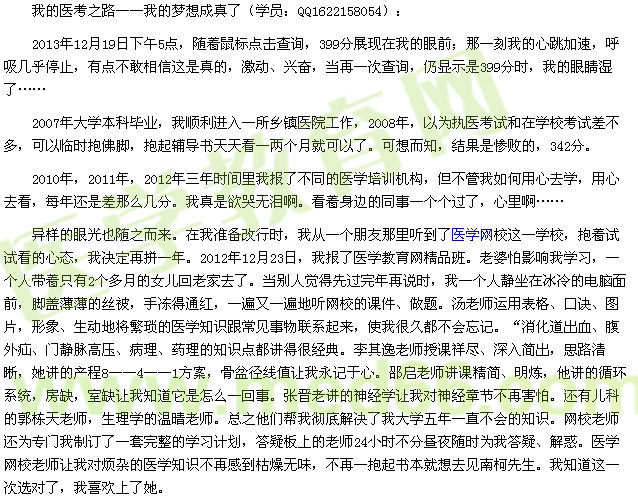 我的医考之路——我的梦想成真了（学员：QQ1622158054）：
2013年12月19日下午5点，随着鼠标点击查询，399分展现在我的眼前；那一刻我的心跳加速，呼
吸几乎停止，有点不敢相信这是真的，激动、兴奋，当再一次查询，仍显示是399分时，我的眼睛湿
了……
2007年大学本科毕业，我顺利进入一所乡镇医院工作，2008年，以为执医考试和在学校考试差不
多，可以临时抱佛脚，抱起辅导书天天看一两个月就可以了。可想而知，结果是惨败的，342分。
2010年，2011年，2012年三年时间里我报了不同的医学培训机构，但不管我如何用心去学，用心
去看，每年还是差那么几分。我真是欲哭无泪啊。看着身边的同事一个个过了，心里啊……
异样的眼光也随之而来。在我准备改行时，我从一个朋友那里听到了医学网校这一学校，抱着试
试看的心态，我决定再拼一年。2012年12月23日，我报了医学教育网精品班。老婆怕影响我学习，一
个人带着只有2个多月的女儿回老家去了。当别人觉得先过完年再说时，我一个人静坐在冰冷的电脑面
前，脚盖薄薄的丝被，手冻得通红，一遍又一遍地听网校的课件、做题。汤老师运用表格、口诀、图
片，形象、生动地将繁琐的医学知识跟常见事物联系起来，使我很久都不会忘记。“消化道出血、腹
外疝、门静脉高压、病理、药理的知识点都讲得很经典。李其逸老师授课祥尽、深入简出，思路清
晰，她讲的产程8——4——1方案，骨盆径线值让我永记于心。邵启老师讲课精简、明炼，他讲的循环
系统，房缺，室缺让我知道它是怎么一回事。张晋老讲的神经学让我对神经章节不再害怕。还有儿科
的郭栋天老师，生理学的温晴老师。总之他们帮我彻底解决了我大学五年一直不会的知识。网校老师
还为专门我制订了一套完整的学习计划，答疑板上的老师24小时不分昼夜随时为我答疑、解惑。医学
网校老师让我对烦杂的医学知识不再感到枯燥无味，不再一抱起书本就想去见南柯先生。我知道这一
次选对了，我喜欢上了她。
医学教育网